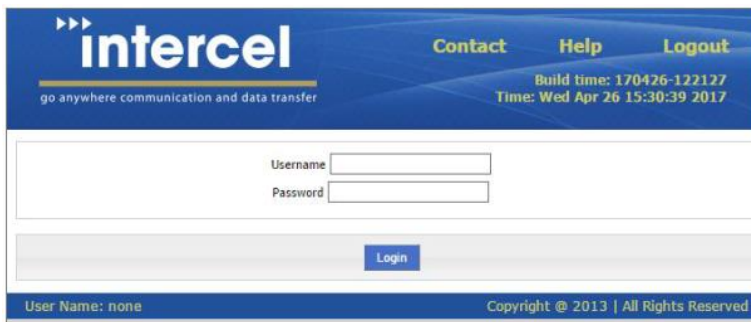 intercel
go anywhere communication and data transfer
Contact Help Logout
Build time: 170426-122127
Time: Wed Apr 26 15:30:39 2017
Username
Password
Login
User Name: none
Copyright @ 2013 | All Rights Reserved